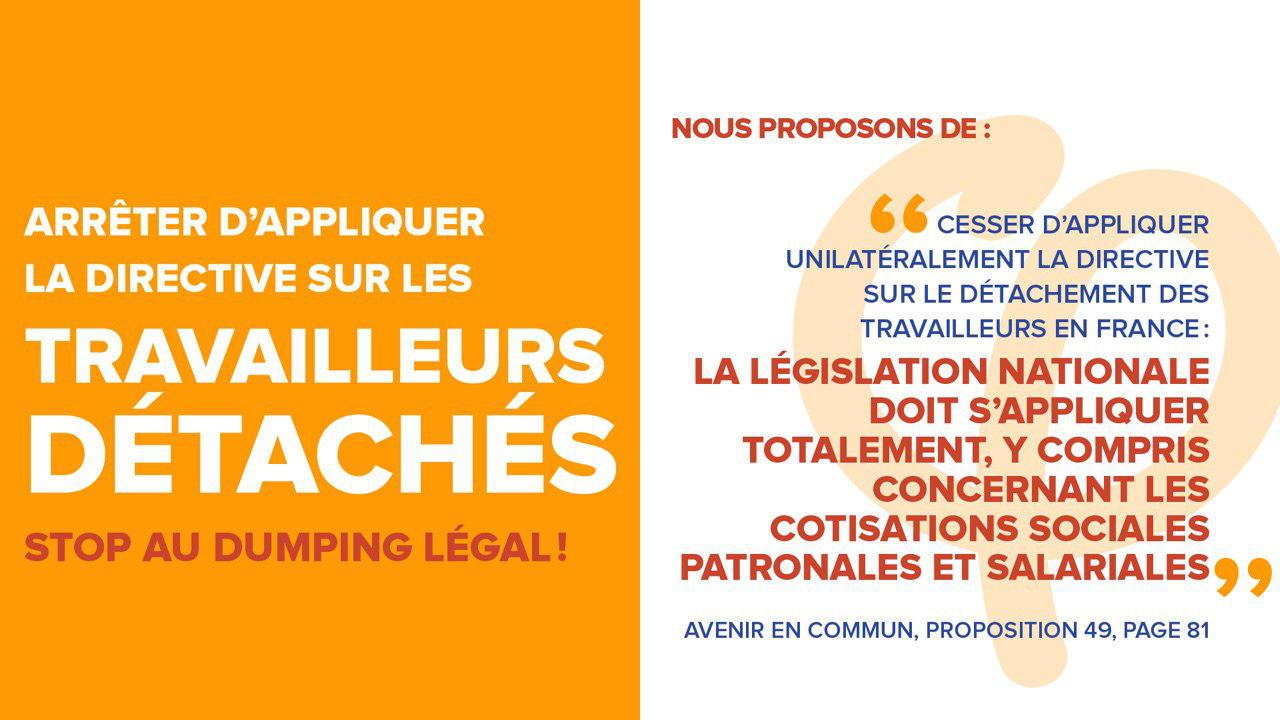 ARRÊTER D’APPLIQUER
LA DIRECTIVE SUR LES
TRAVAILLEURS
DÉTACHÉS
STOP AU DUMPING LÉGAL !
NOUS PROPOSONS DE :
“ CESSER D’APPLIQUER
UNILATÉRALEMENT LA DIRECTIVE
SUR LE DÉTACHEMENT DES
TRAVAILLEURS EN FRANCE :
LA LÉGISLATION NATIONALE
DOIT S’APPLIQUER
TOTALEMENT, Y COMPRIS
CONCERNANT LES
COTISATIONS SOCIALES
PATRONALES ET SALARIALES ”
AVENIR EN COMMUN, PROPOSITION 49, PAGE 81